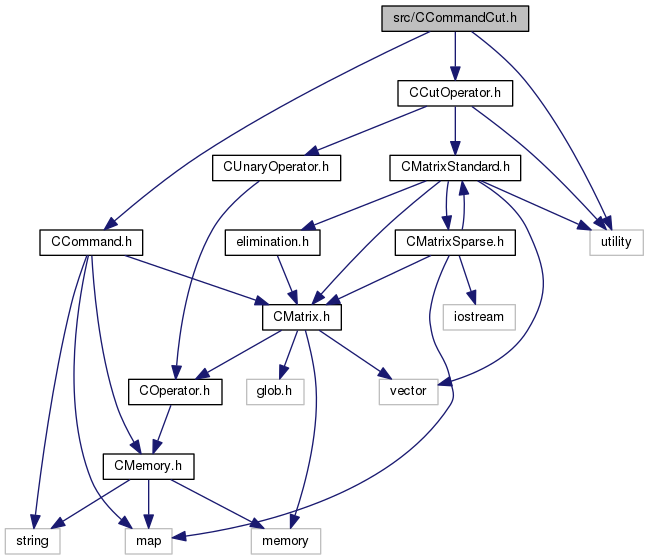 src/CCommandCut.h
CCutOperator.h
CUnaryOperator.h
CMatrixStandard.h
CCommand.h
elimination.h
CMatrixSparse.h
utility
CMatrix.h
iostream
COperator.h
glob.h
vector
CMemory.h
string
map
memory